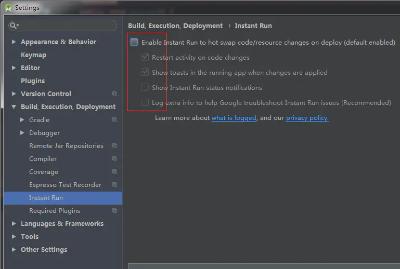 Settings
Appearance & Behavior
Keymap
Editor
Plugins
Version Control
Build, Execution, Deployment
Gradle
Debugger
Remote Jar Repositories
Compiler
Coverage
Espresso Test Recorder
Instant Run
Required Plugins
Languages & Frameworks
Tools
Other Settings
Build, Execution, Deployment › Instant Run
Enable Instant Run to hot swap code/resource changes on deploy (default enabled)
Restart activity on code changes
Show toasts in the running app when changes are applied
Show Instant Run status notifications
Log extra info to help Google troubleshoot Instant Run issues (Recommended)
Learn more about what is logged, and our privacy policy.